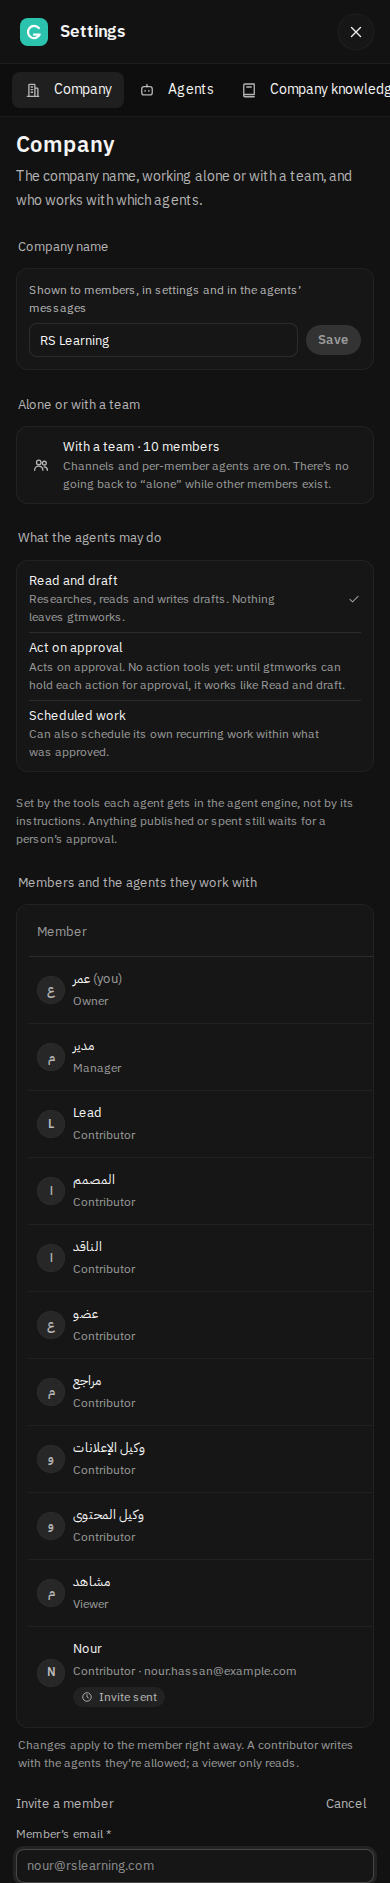 Settings
Company
Agents
Company knowledg
Company
The company name, working alone or with a team, and
who works with which agents.
Company name
Shown to members, in settings and in the agents’
messages
RS Learning
Save
Alone or with a team
With a team · 10 members
Channels and per-member agents are on. There’s no
going back to “alone” while other members exist.
What the agents may do
Read and draft
Researches, reads and writes drafts. Nothing
leaves gtmworks.
Act on approval
Acts on approval. No action tools yet: until gtmworks can
hold each action for approval, it works like Read and draft.
Scheduled work
Can also schedule its own recurring work within what
was approved.
Set by the tools each agent gets in the agent engine, not by its
instructions. Anything published or spent still waits for a
person’s approval.
Members and the agents they work with
Member
ع
عمر (you)
Owner
م
مدير
Manager
L
Lead
Contributor
ا
المصمم
Contributor
ا
الناقد
Contributor
ع
عضو
Contributor
م
مراجع
Contributor
و
وكيل الإعلانات
Contributor
و
وكيل المحتوى
Contributor
م
مشاهد
Viewer
N
Nour
Contributor · nour.hassan@example.com
Invite sent
Changes apply to the member right away. A contributor writes
with the agents they’re allowed; a viewer only reads.
Invite a member
Cancel
Member’s email *
nour@rslearning.com